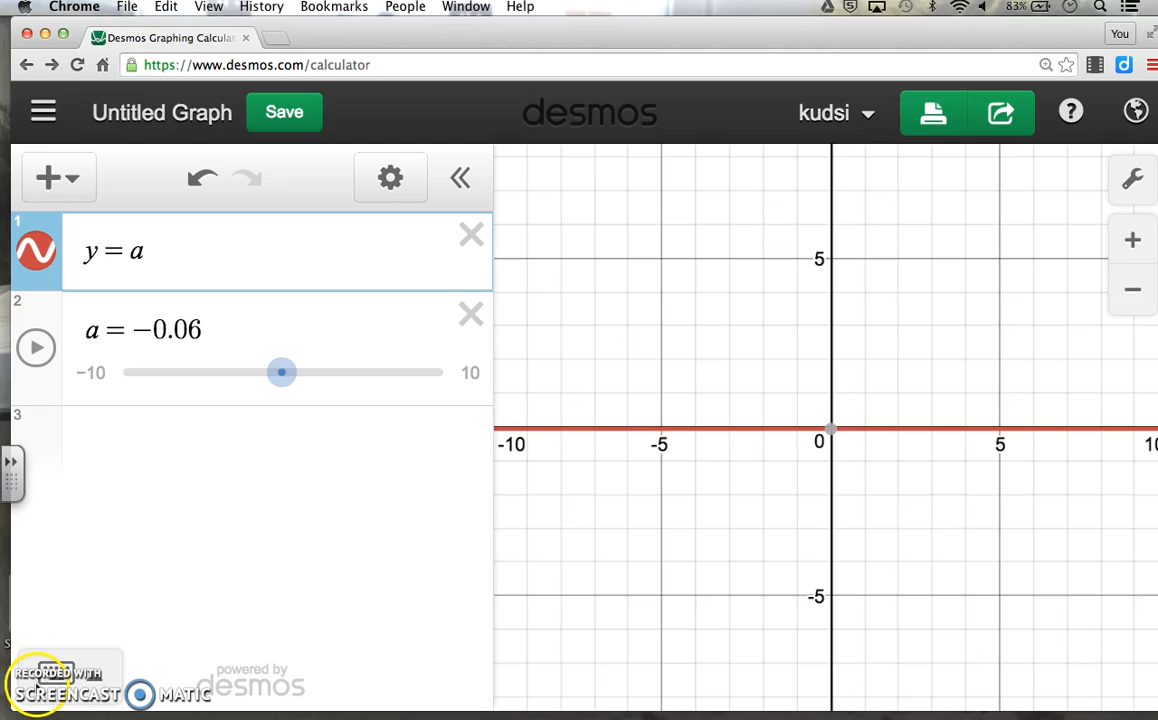 Chrome File Edit View History Bookmarks People Window Help 83%
Desmos Graphing Calculat × You
https://www.desmos.com/calculator
Untitled Graph Save desmos kudsi ?
1
y = a
2
a = −0.06
−10 10
3
5
-10 -5 0 5 10
-5
powered by
desmos
RECORDED WITH
SCREENCAST MATIC